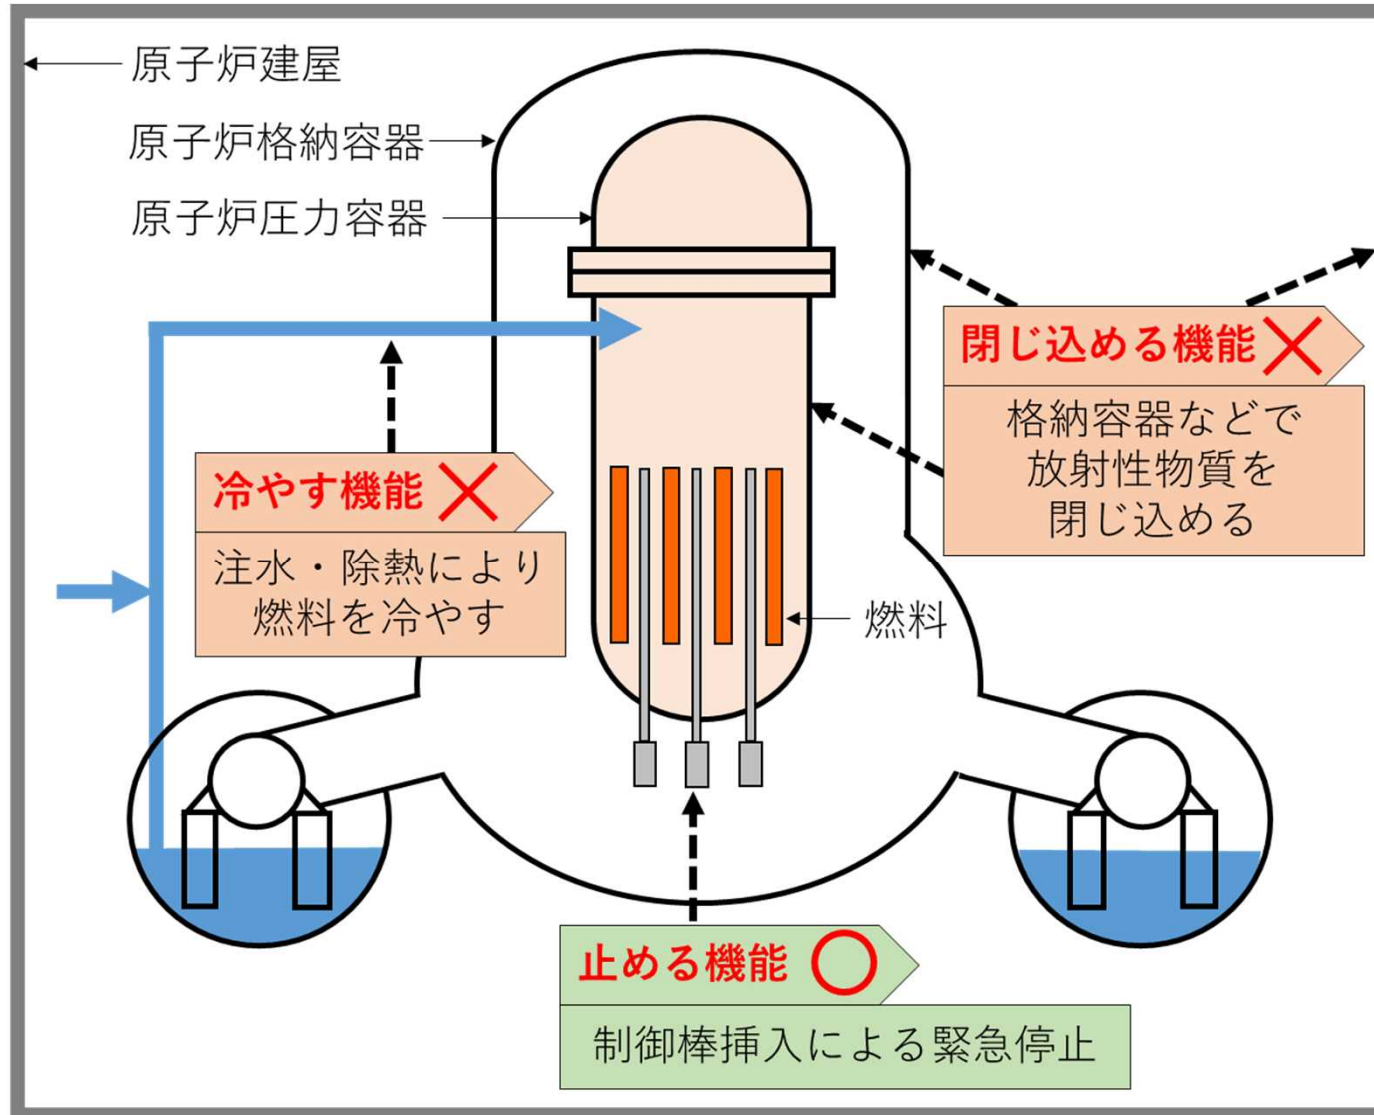 原子炉建屋
原子炉格納容器
原子炉圧力容器
閉じ込める機能 ×
格納容器などで
放射性物質を
閉じ込める
冷やす機能 ×
注水・除熱により
燃料を冷やす
燃料
止める機能 ○
制御棒挿入による緊急停止